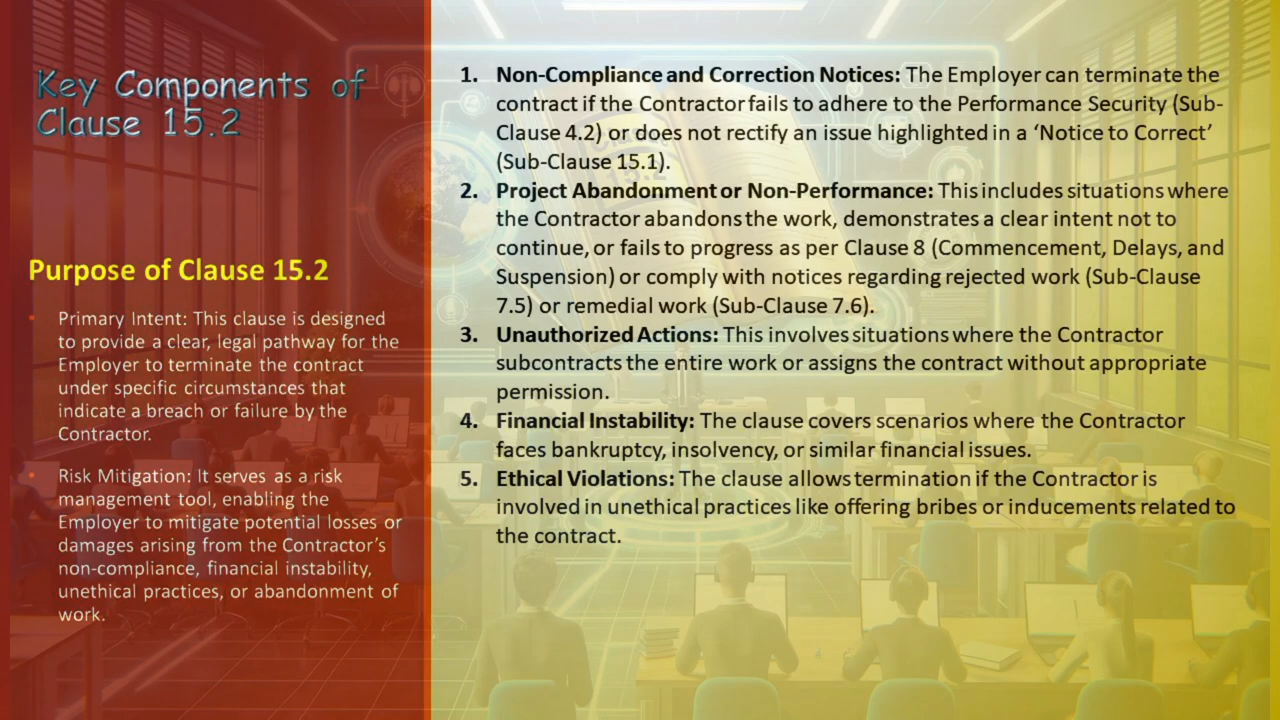 Key Components of
Clause 15.2
Purpose of Clause 15.2
• Primary Intent: This clause is designed
to provide a clear, legal pathway for the
Employer to terminate the contract
under specific circumstances that
indicate a breach or failure by the
Contractor.
• Risk Mitigation: It serves as a risk
management tool, enabling the
Employer to mitigate potential losses or
damages arising from the Contractor's
non-compliance, financial instability,
unethical practices, or abandonment of
work.
1. Non-Compliance and Correction Notices: The Employer can terminate the
contract if the Contractor fails to adhere to the Performance Security (Sub-
Clause 4.2) or does not rectify an issue highlighted in a ‘Notice to Correct’
(Sub-Clause 15.1).
2. Project Abandonment or Non-Performance: This includes situations where
the Contractor abandons the work, demonstrates a clear intent not to
continue, or fails to progress as per Clause 8 (Commencement, Delays, and
Suspension) or comply with notices regarding rejected work (Sub-Clause
7.5) or remedial work (Sub-Clause 7.6).
3. Unauthorized Actions: This involves situations where the Contractor
subcontracts the entire work or assigns the contract without appropriate
permission.
4. Financial Instability: The clause covers scenarios where the Contractor
faces bankruptcy, insolvency, or similar financial issues.
5. Ethical Violations: The clause allows termination if the Contractor is
involved in unethical practices like offering bribes or inducements related to
the contract.